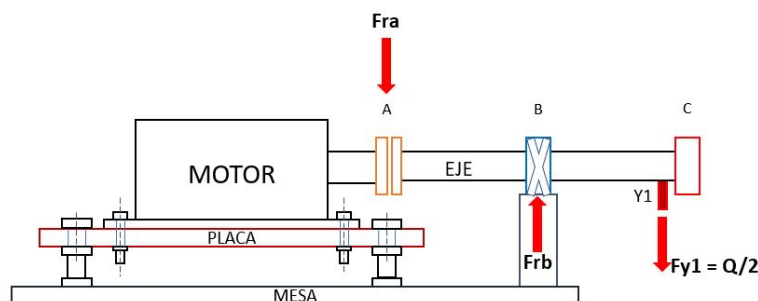 Fra
A
B
C
MOTOR
EJE
Y1
PLACA
Frb
Fy1 = Q/2
MESA